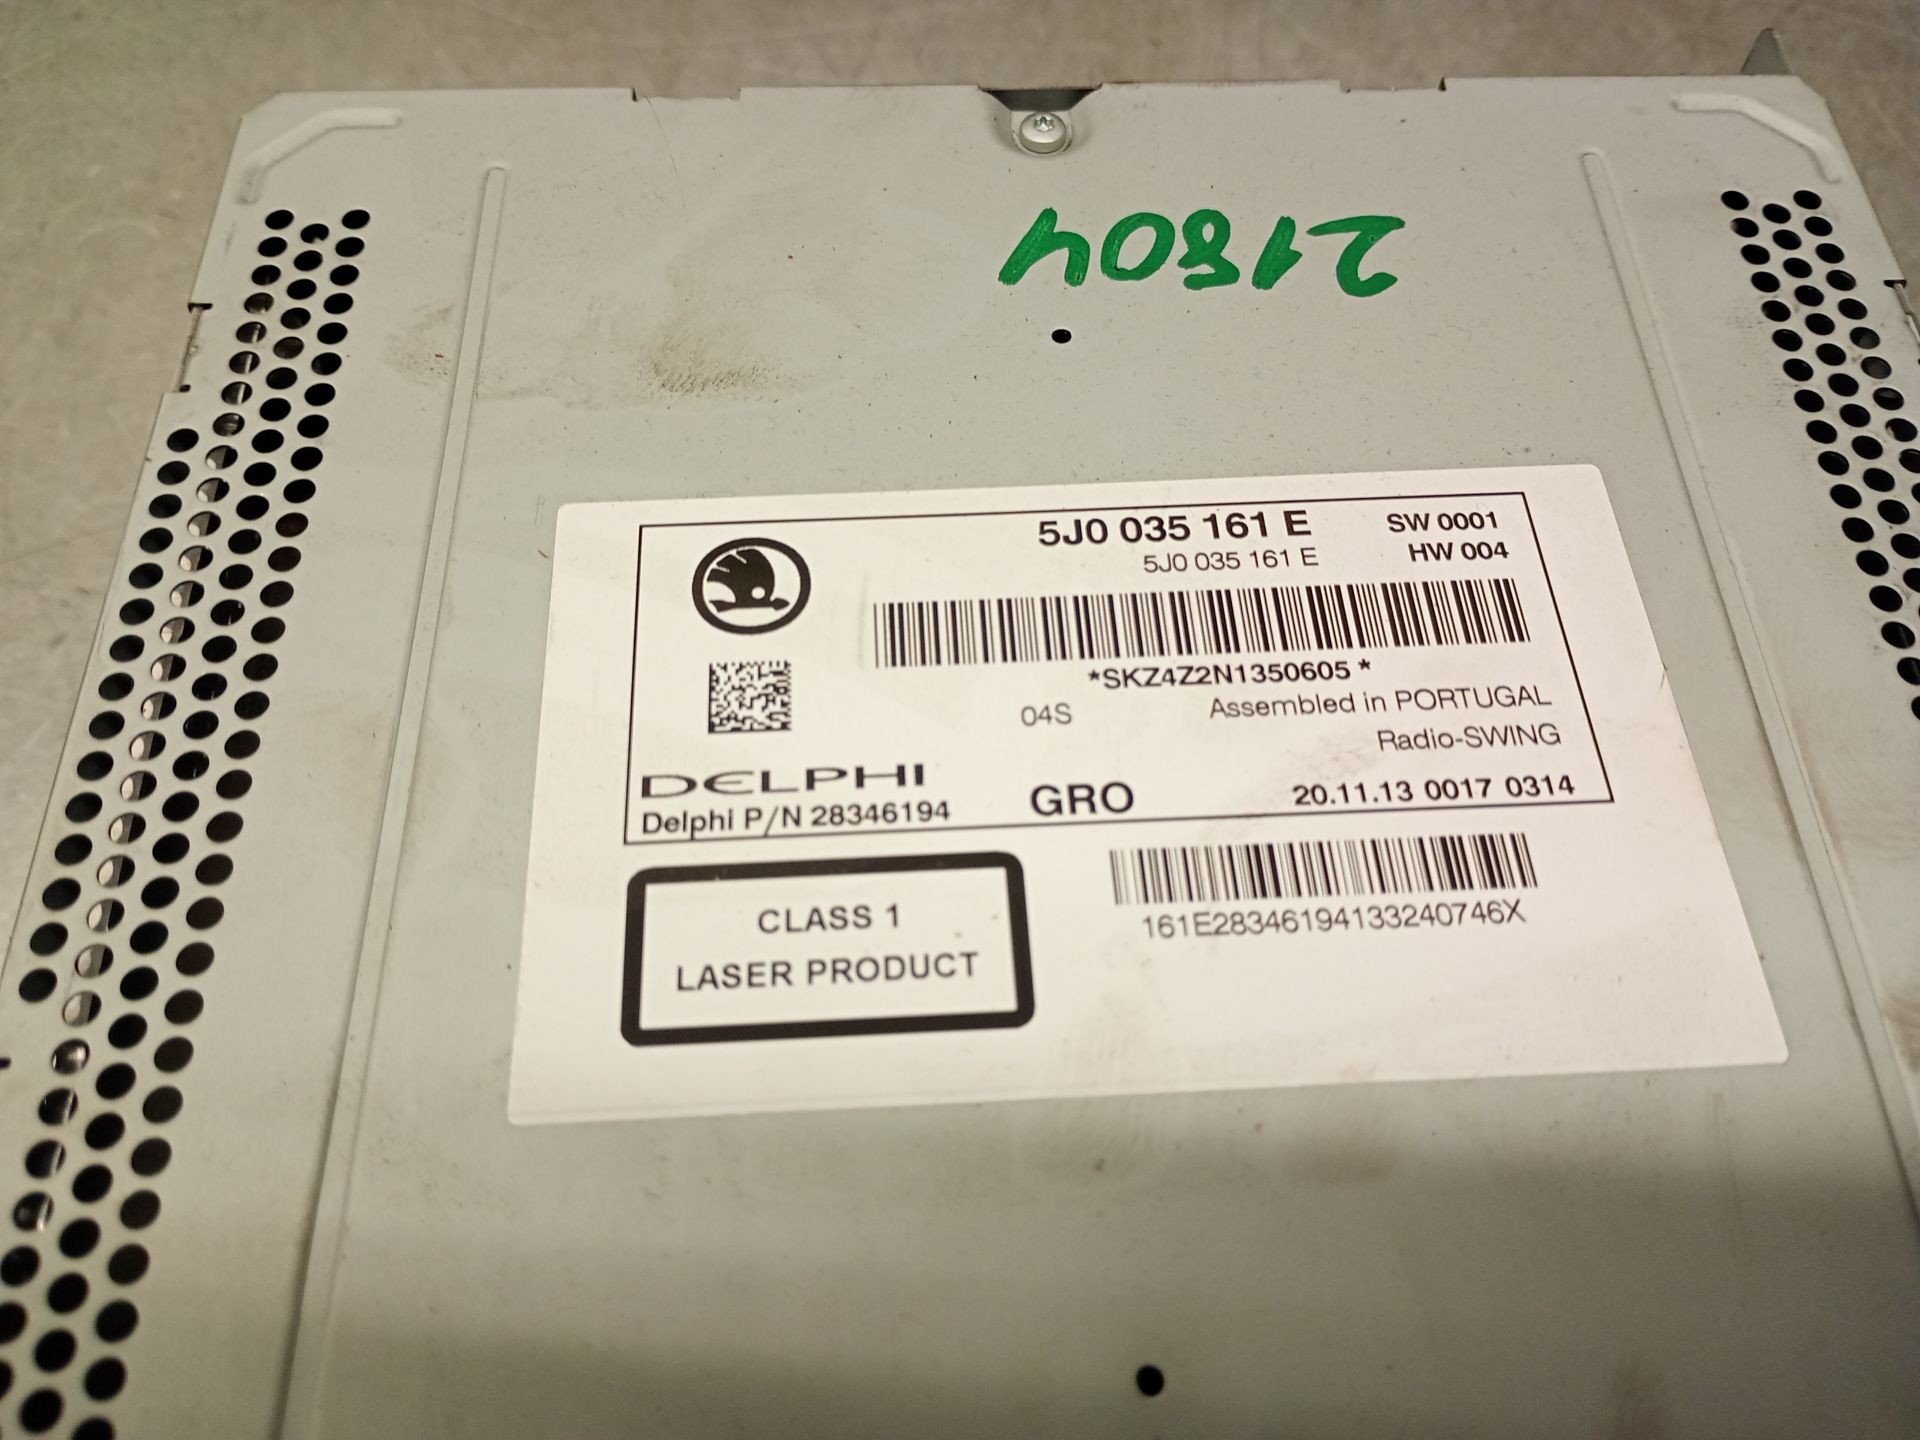 21804
5J0 035 161 E
SW 0001
5J0 035 161 E
HW 004
*SKZ4Z2N1350605*
04S
Assembled in PORTUGAL
Radio-SWING
DELPHI
Delphi P/N 28346194
GRO
20.11.13 0017 0314
CLASS 1
LASER PRODUCT
161E28346194133240746X